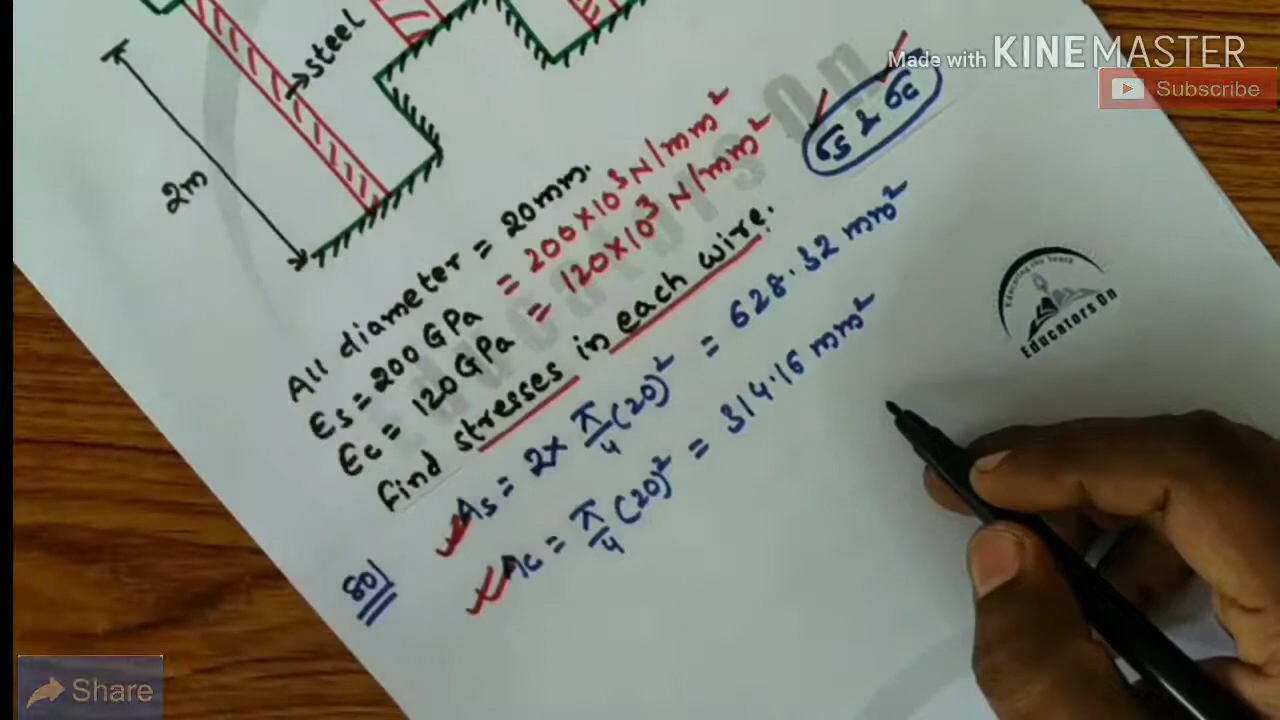 Made with KINEMASTER
Subscribe
steel
2m
All diameter = 20mm.
Es = 200 GPa = 200×10³ N/mm²
Ec = 120 GPa = 120×10³ N/mm²
Find stresses in each wire.
σs & σc
Sol
As = 2× π/4 (20)² = 628.32 mm²
Ac = π/4 (20)² = 314.16 mm²
EducatorsOn
Share